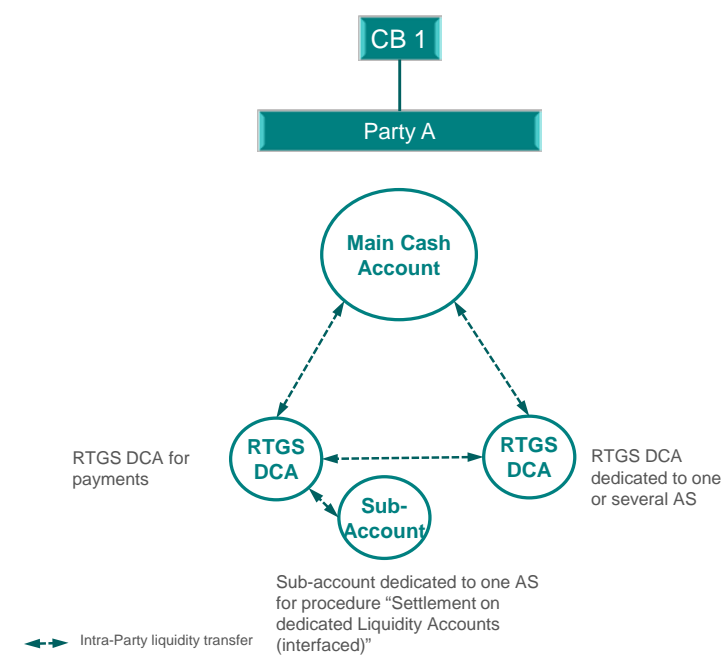 CB 1
Party A
Main Cash
Account
RTGS DCA for
payments
RTGS
DCA
RTGS
DCA
RTGS DCA
dedicated to one
or several AS
Sub-
Account
Sub-account dedicated to one AS
for procedure “Settlement on
dedicated Liquidity Accounts
(interfaced)”
Intra-Party liquidity transfer